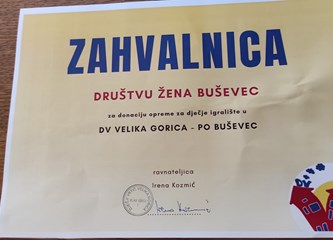 ZAHVALNICA
DRUŠTVU ŽENA BUŠEVEC
za donaciju opreme za dječje igralište u
DV VELIKA GORICA - PO BUŠEVEC
ravnateljica
Irena Kozmić